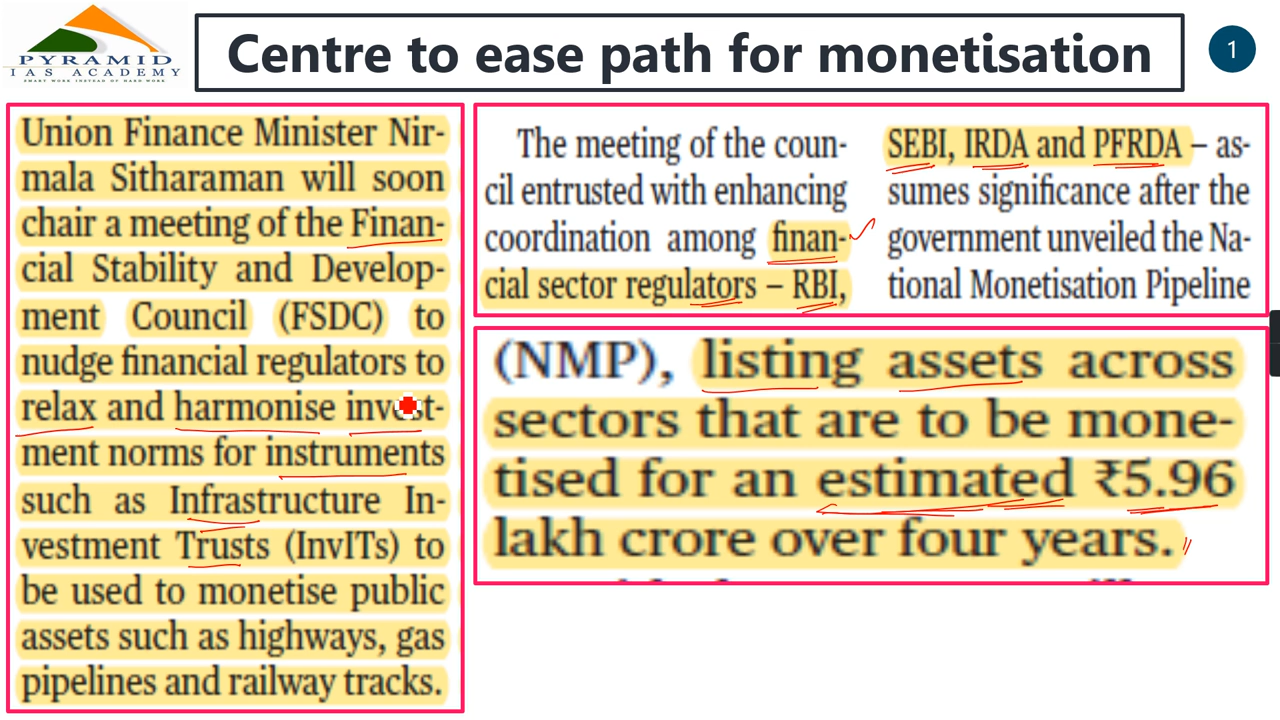 PYRAMID
IAS ACADEMY
SMART WORK INSTEAD OF HARD WORK
Centre to ease path for monetisation
1
Union Finance Minister Nir-
mala Sitharaman will soon
chair a meeting of the Finan-
cial Stability and Develop-
ment Council (FSDC) to
nudge financial regulators to
relax and harmonise invest-
ment norms for instruments
such as Infrastructure In-
vestment Trusts (InvITs) to
be used to monetise public
assets such as highways, gas
pipelines and railway tracks.
The meeting of the coun-
cil entrusted with enhancing
coordination among finan-
cial sector regulators – RBI,
SEBI, IRDA and PFRDA – as-
sumes significance after the
government unveiled the Na-
tional Monetisation Pipeline
(NMP), listing assets across
sectors that are to be mone-
tised for an estimated ₹5.96
lakh crore over four years.